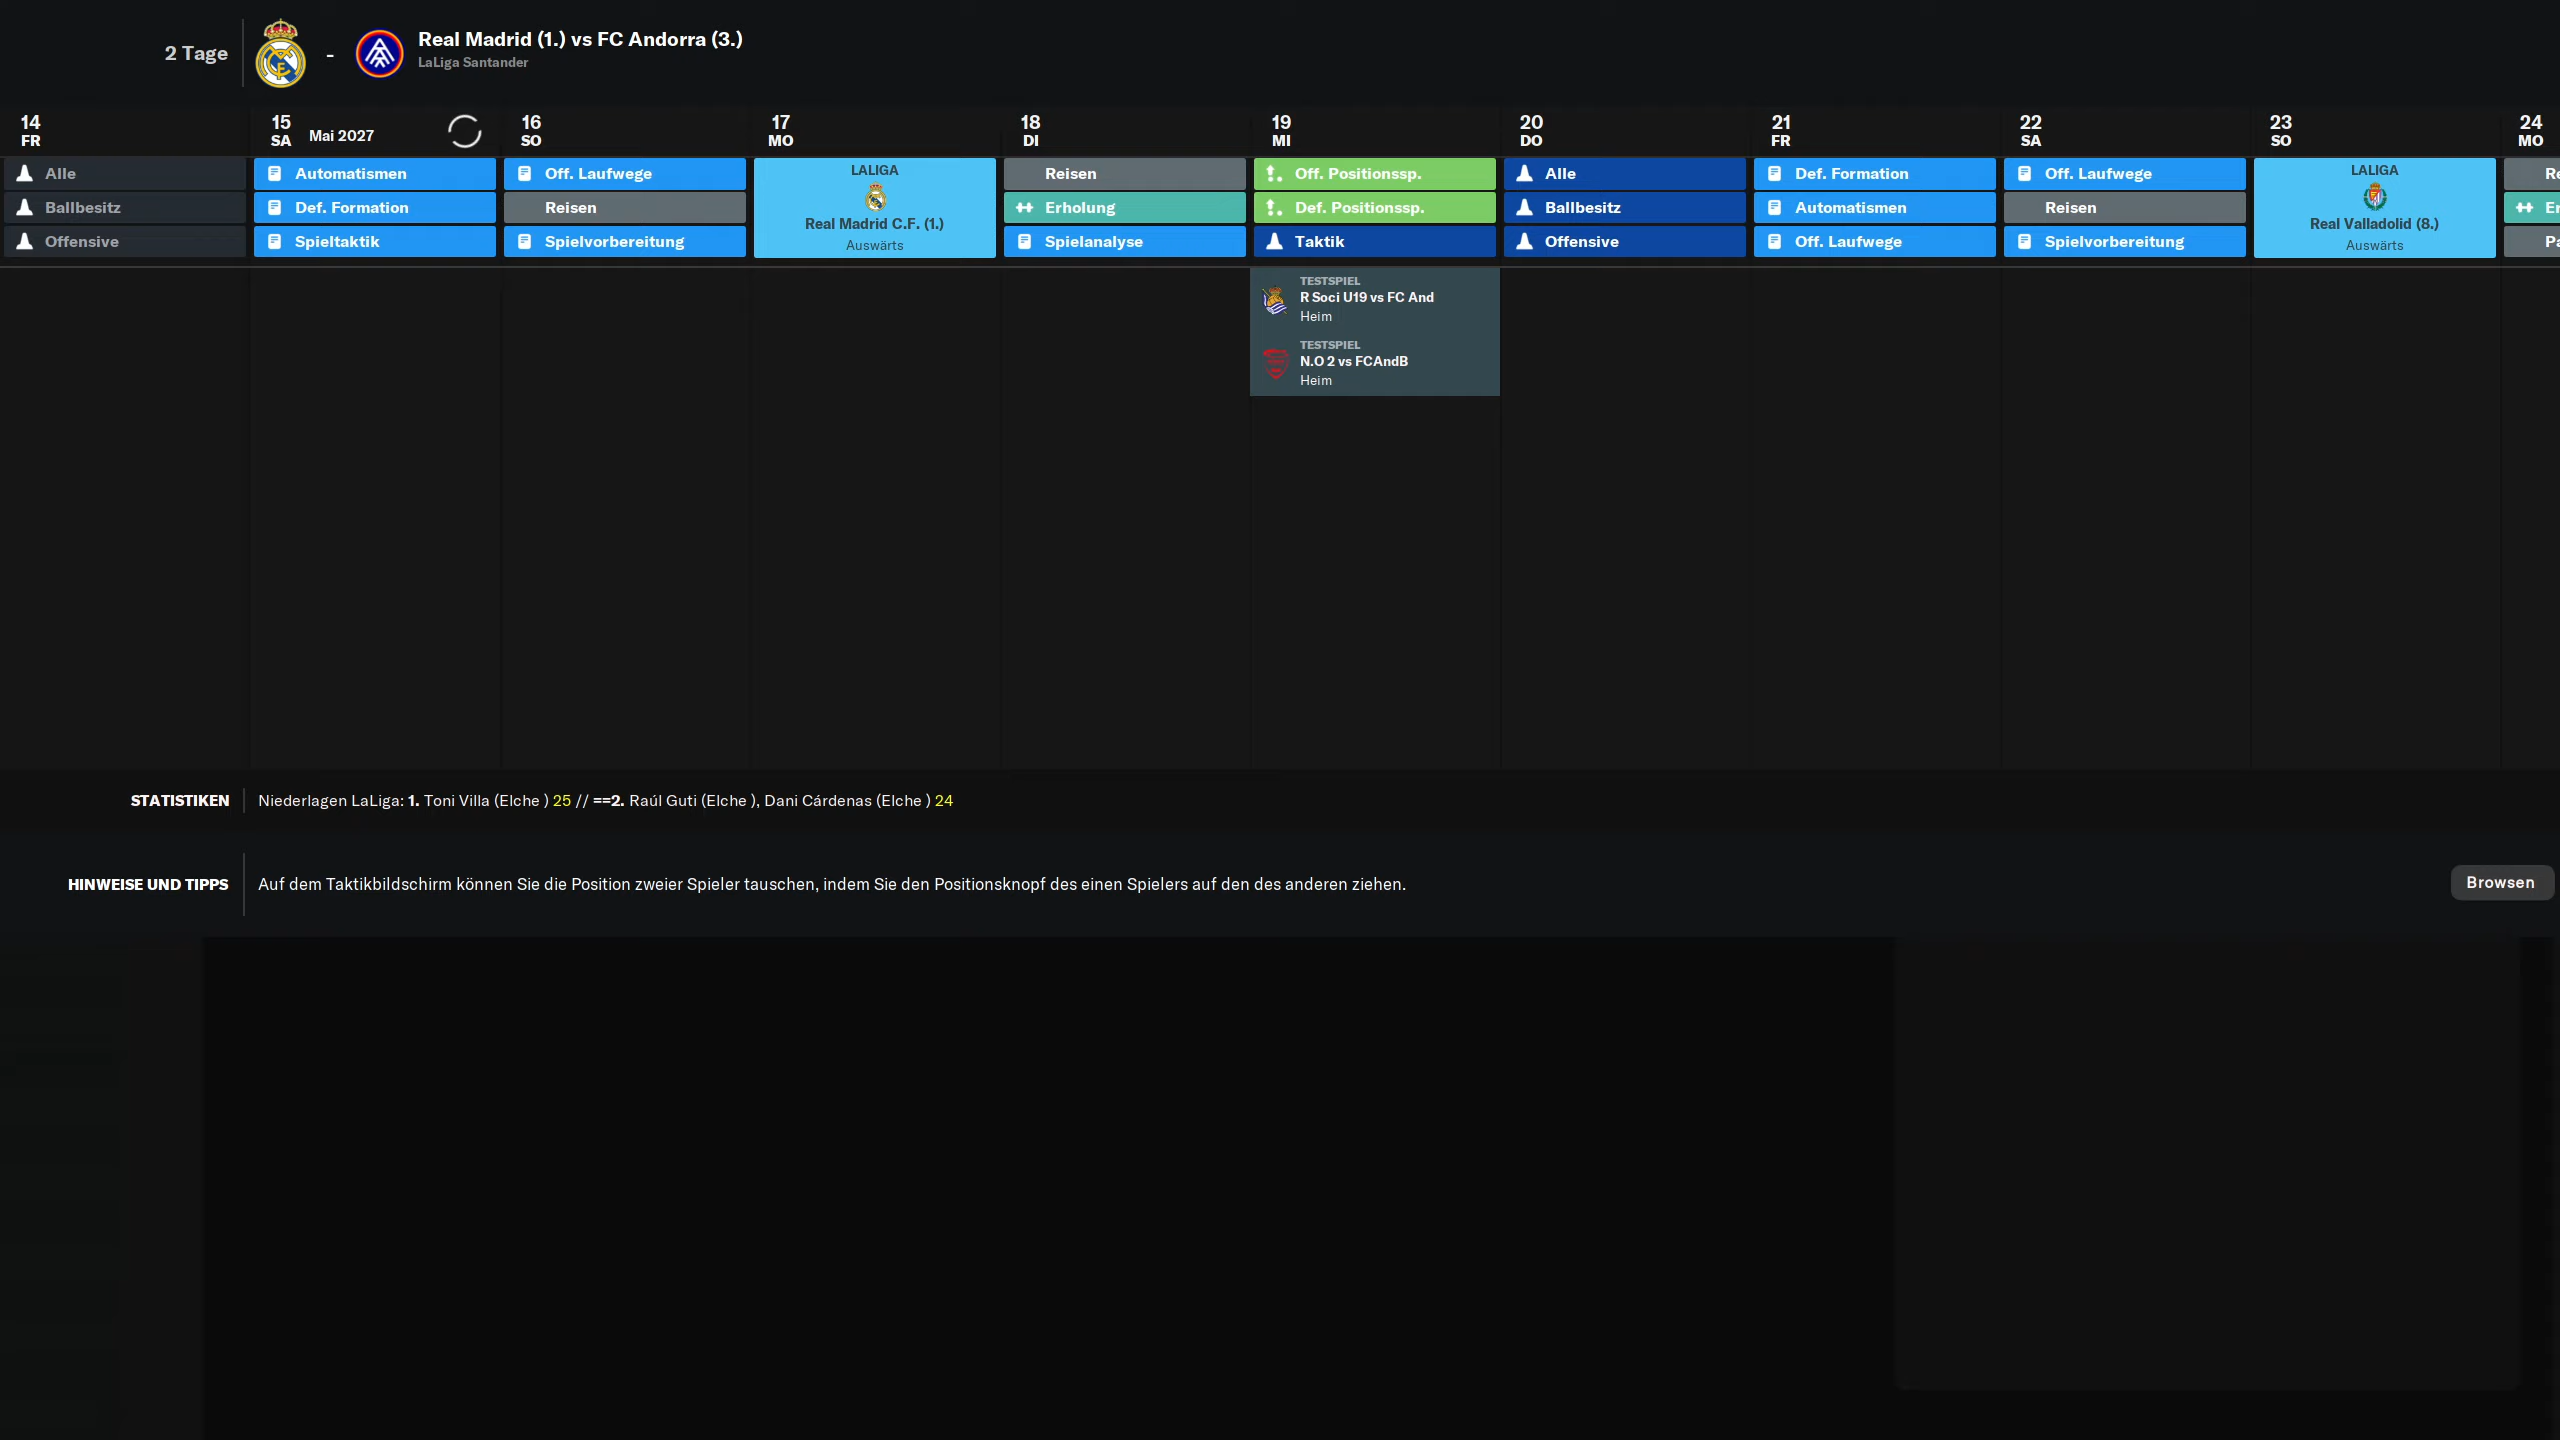 2 Tage
-
Real Madrid (1.) vs FC Andorra (3.)
LaLiga Santander
14
FR
15
SA
Mai 2027
16
SO
17
MO
18
DI
19
MI
20
DO
21
FR
22
SA
23
SO
24
MO
Alle
Ballbesitz
Offensive
Automatismen
Def. Formation
Spieltaktik
Off. Laufwege
Reisen
Spielvorbereitung
LALIGA
Real Madrid C.F. (1.)
Auswärts
Reisen
Erholung
Spielanalyse
Off. Positionssp.
Def. Positionssp.
Taktik
Alle
Ballbesitz
Offensive
Def. Formation
Automatismen
Off. Laufwege
Off. Laufwege
Reisen
Spielvorbereitung
LALIGA
Real Valladolid (8.)
Auswärts
TESTSPIEL
R Soci U19 vs FC And
Heim
TESTSPIEL
N.O 2 vs FCAndB
Heim
STATISTIKEN
Niederlagen LaLiga: 1. Toni Villa (Elche ) 25 // ==2. Raúl Guti (Elche ), Dani Cárdenas (Elche ) 24
HINWEISE UND TIPPS
Auf dem Taktikbildschirm können Sie die Position zweier Spieler tauschen, indem Sie den Positionsknopf des einen Spielers auf den des anderen ziehen.
Browsen